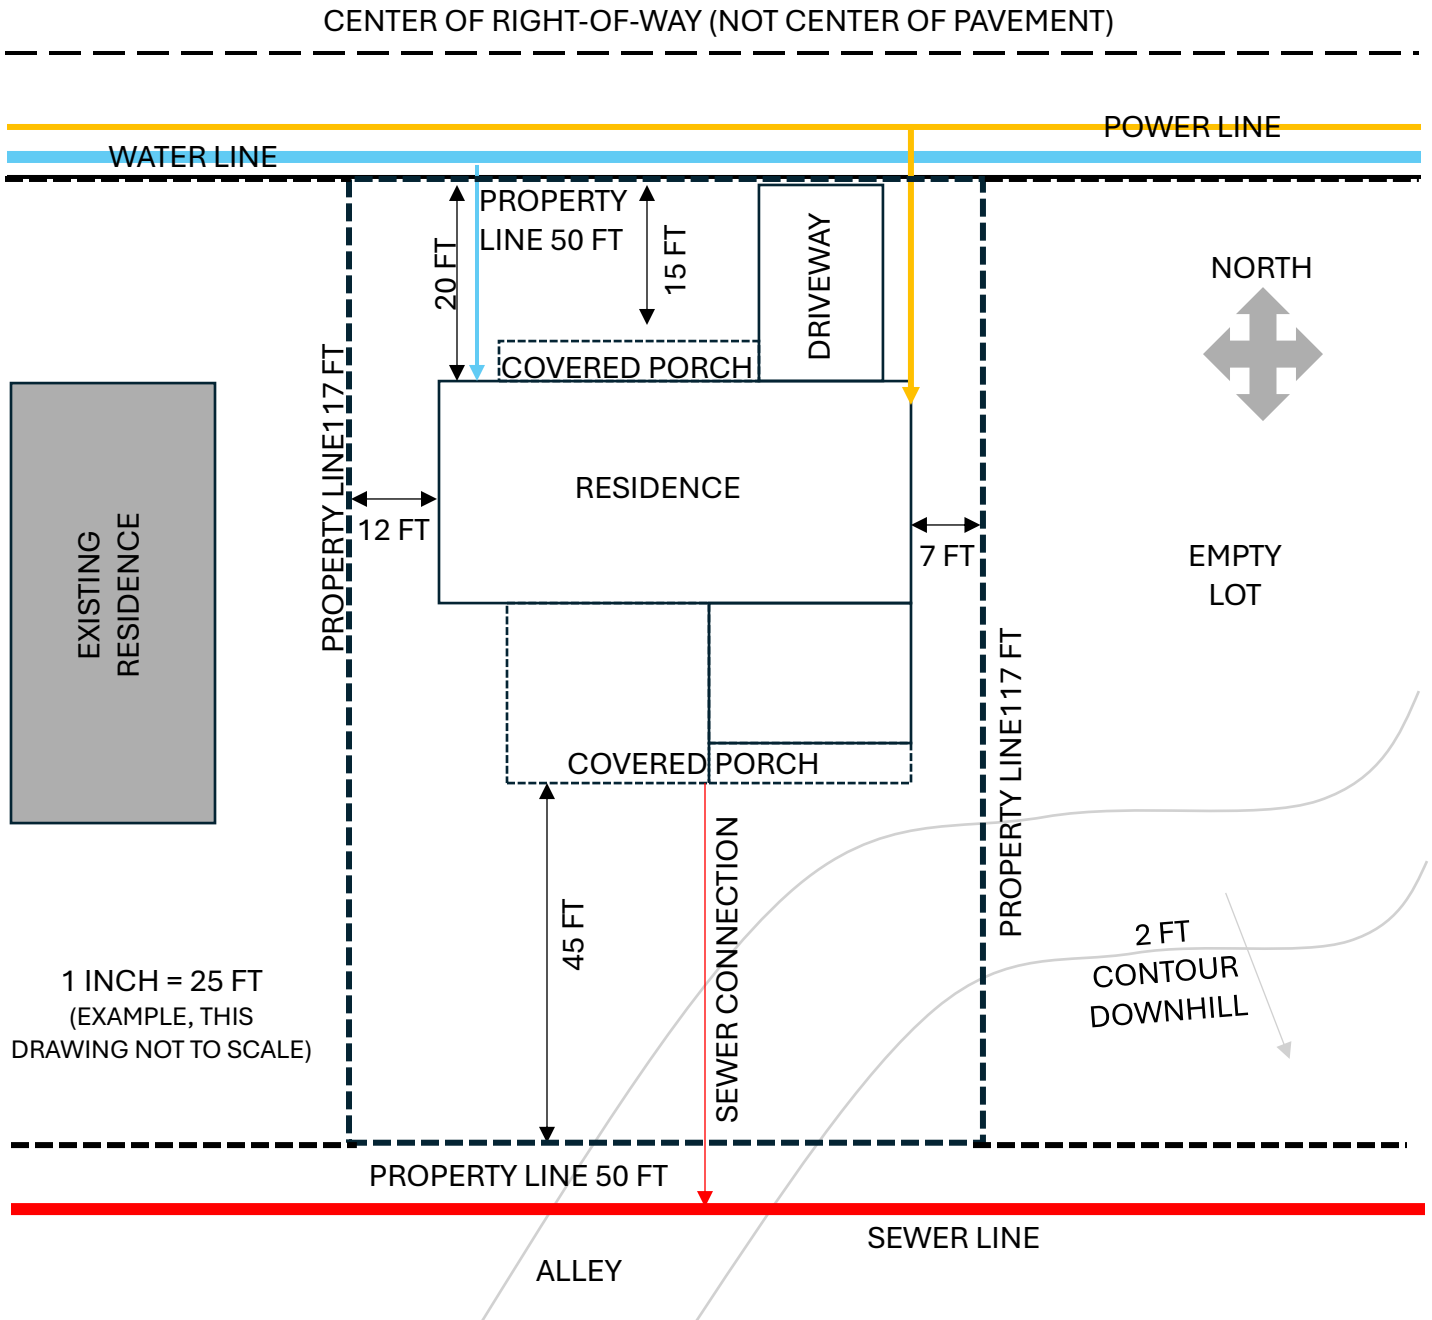 CENTER OF RIGHT-OF-WAY (NOT CENTER OF PAVEMENT)
POWER LINE
WATER LINE
PROPERTY
LINE 50 FT
20 FT
15 FT
DRIVEWAY
NORTH
COVERED PORCH
PROPERTY LINE117 FT
RESIDENCE
12 FT
7 FT
EXISTING
RESIDENCE
EMPTY
LOT
COVERED PORCH
PROPERTY LINE117 FT
45 FT
SEWER CONNECTION
2 FT
CONTOUR
DOWNHILL
1 INCH = 25 FT
(EXAMPLE, THIS
DRAWING NOT TO SCALE)
PROPERTY LINE 50 FT
SEWER LINE
ALLEY